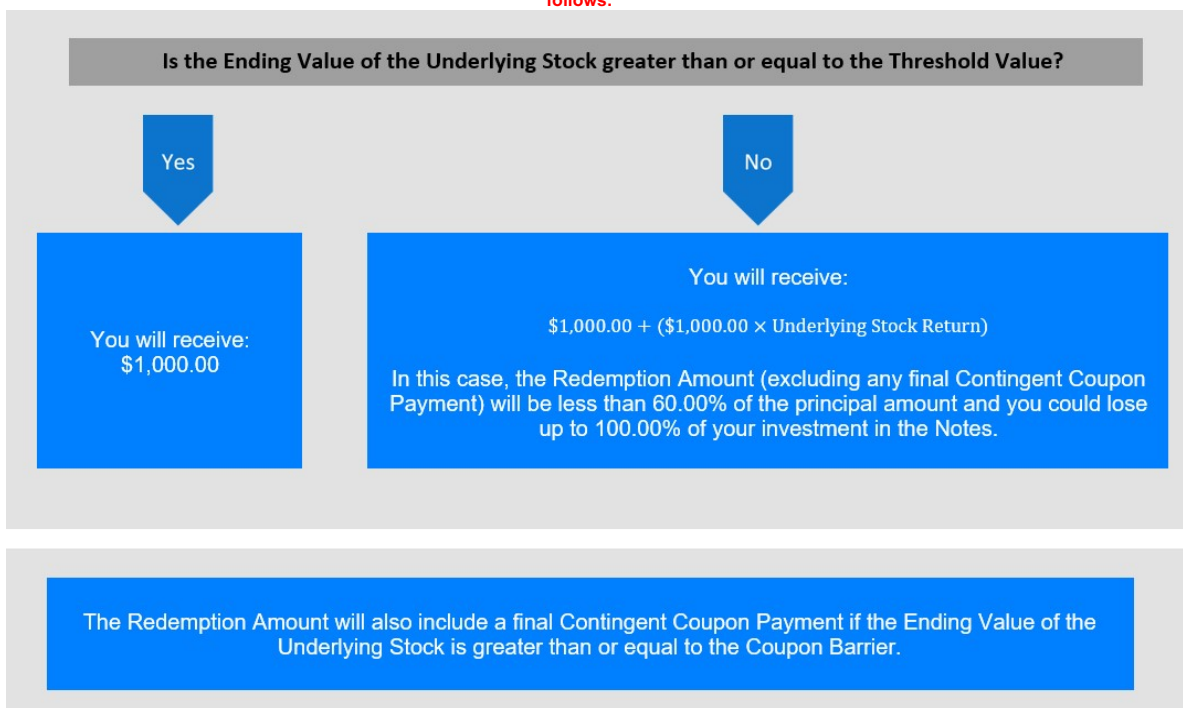 follows:
Is the Ending Value of the Underlying Stock greater than or equal to the Threshold Value?
Yes
No
You will receive:
$1,000.00
You will receive:
$1,000.00 + ($1,000.00 × Underlying Stock Return)
In this case, the Redemption Amount (excluding any final Contingent Coupon
Payment) will be less than 60.00% of the principal amount and you could lose
up to 100.00% of your investment in the Notes.
The Redemption Amount will also include a final Contingent Coupon Payment if the Ending Value of the
Underlying Stock is greater than or equal to the Coupon Barrier.